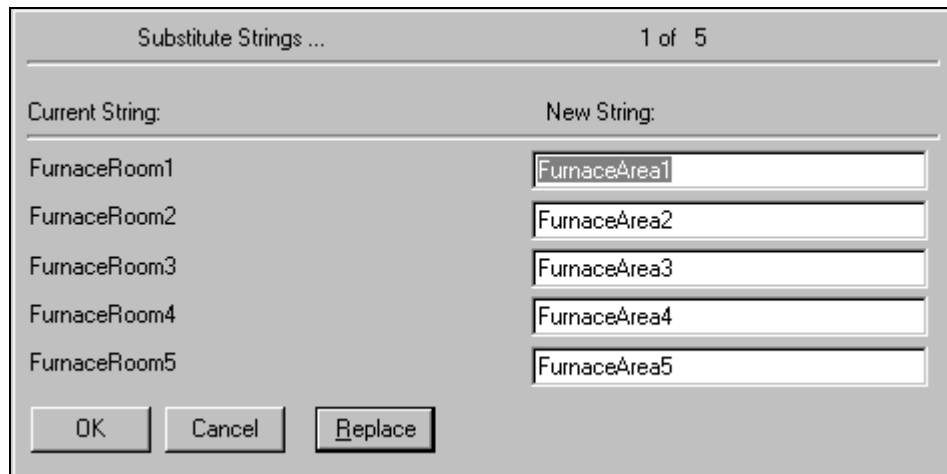 Substitute Strings ... 1 of 5
Current String: New String:
FurnaceRoom1 FurnaceArea1
FurnaceRoom2 FurnaceArea2
FurnaceRoom3 FurnaceArea3
FurnaceRoom4 FurnaceArea4
FurnaceRoom5 FurnaceArea5
OK Cancel Replace